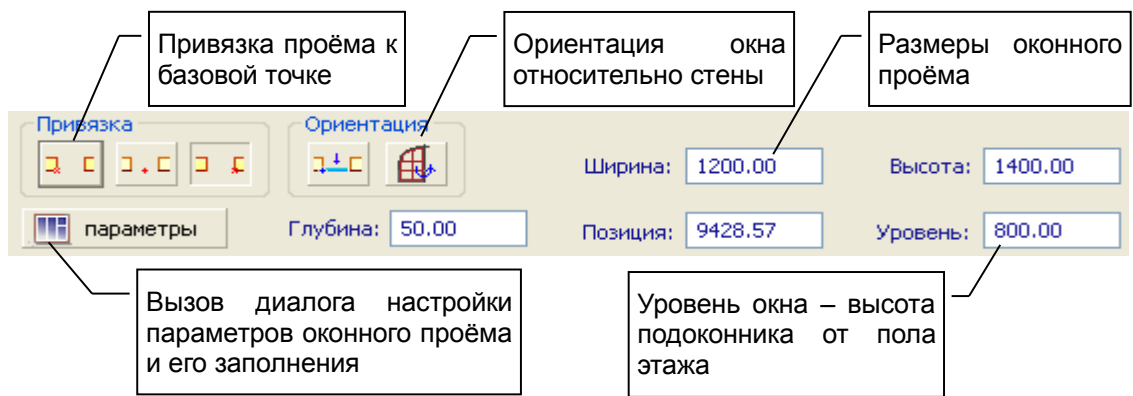 Привязка проёма к
базовой точке
Ориентация окна
относительно стены
Размеры оконного
проёма
Привязка
Ориентация
Ширина: 1200.00
Высота: 1400.00
параметры
Глубина: 50.00
Позиция: 9428.57
Уровень: 800.00
Вызов диалога настройки
параметров оконного проёма
и его заполнения
Уровень окна – высота
подоконника от пола
этажа